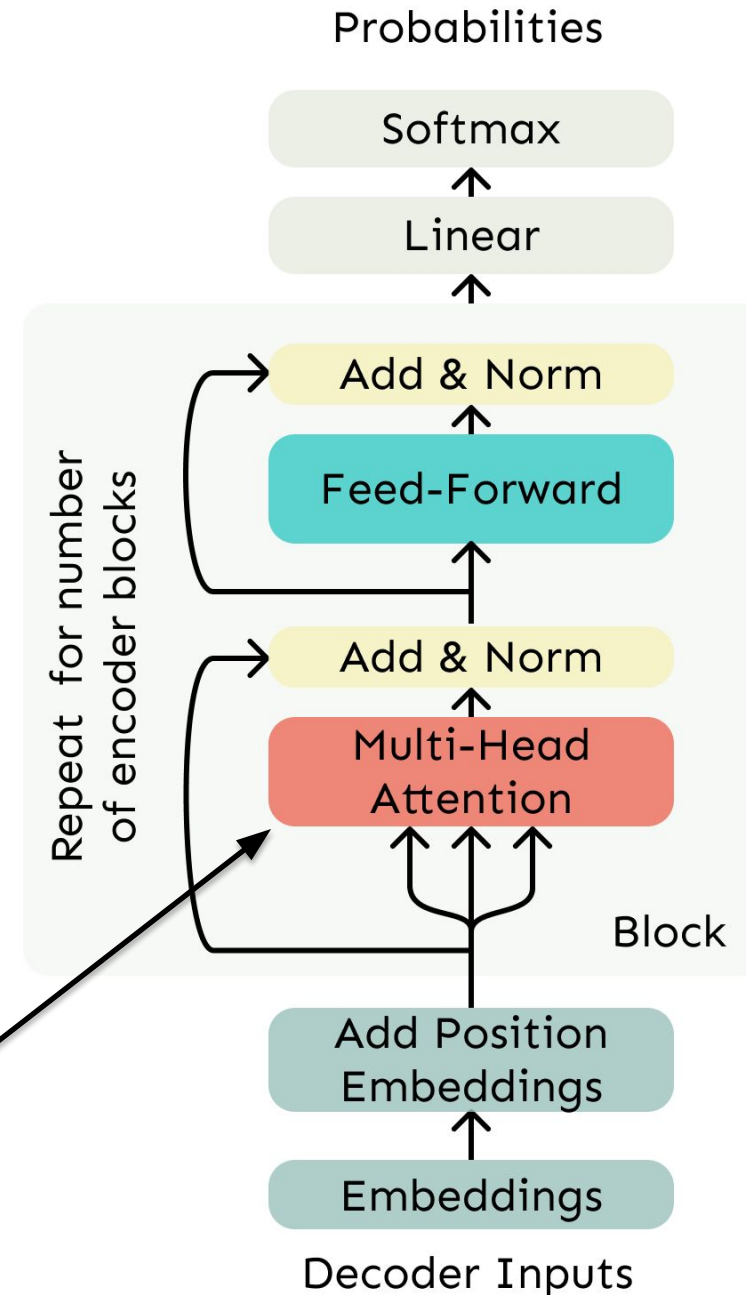 Probabilities
Softmax
Linear
Add & Norm
Feed-Forward
Repeat for number
of encoder blocks
Add & Norm
Multi-Head
Attention
Block
Add Position
Embeddings
Embeddings
Decoder Inputs